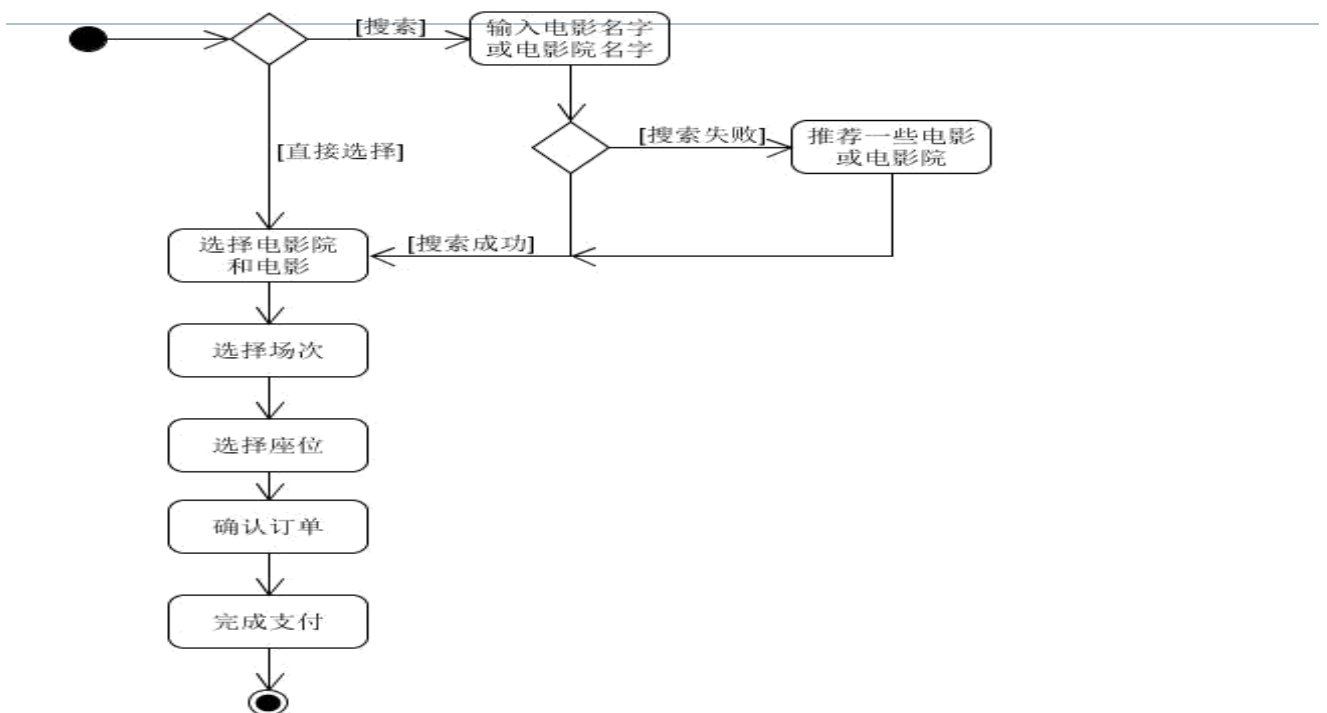 [搜索]
输入电影名字
或电影院名字
[直接选择]
[搜索失败]
推荐一些电影
或电影院
选择电影院
和电影
[搜索成功]
选择场次
选择座位
确认订单
完成支付